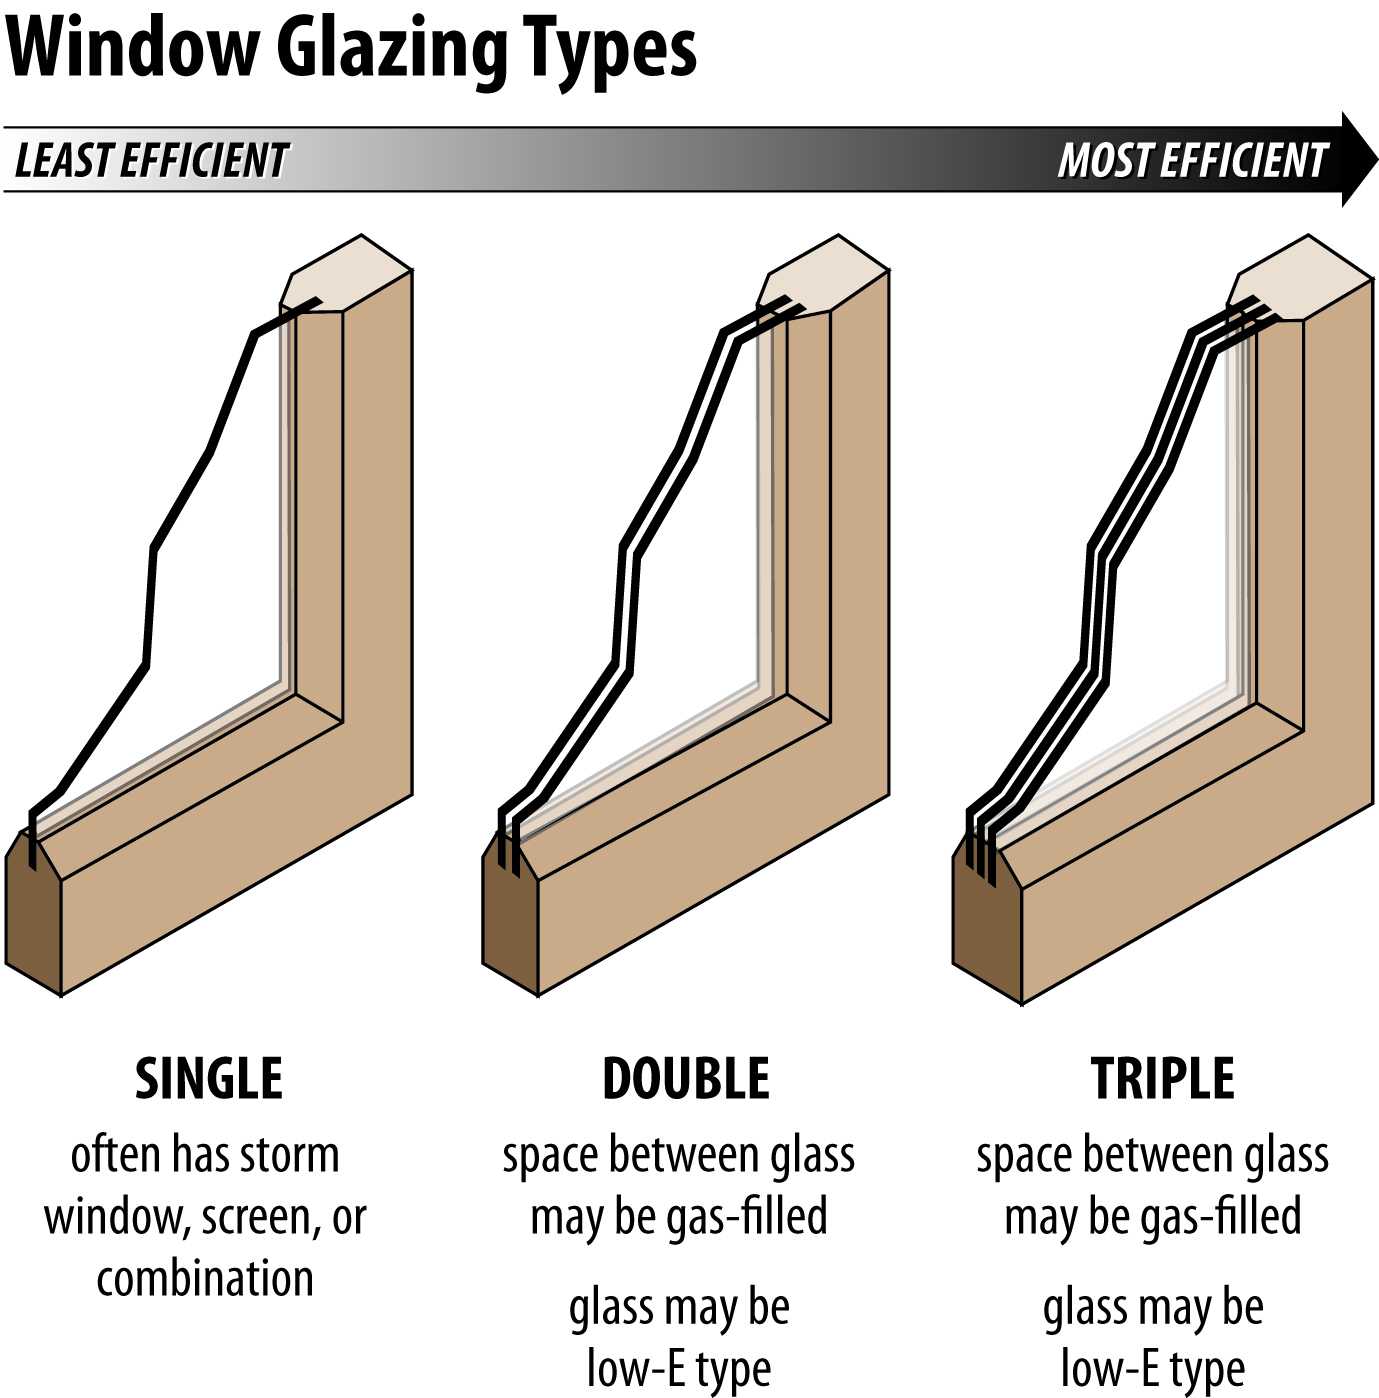 Window Glazing Types
LEAST EFFICIENT
MOST EFFICIENT
SINGLE
often has storm
window, screen, or
combination
DOUBLE
space between glass
may be gas-filled
glass may be
low-E type
TRIPLE
space between glass
may be gas-filled
glass may be
low-E type